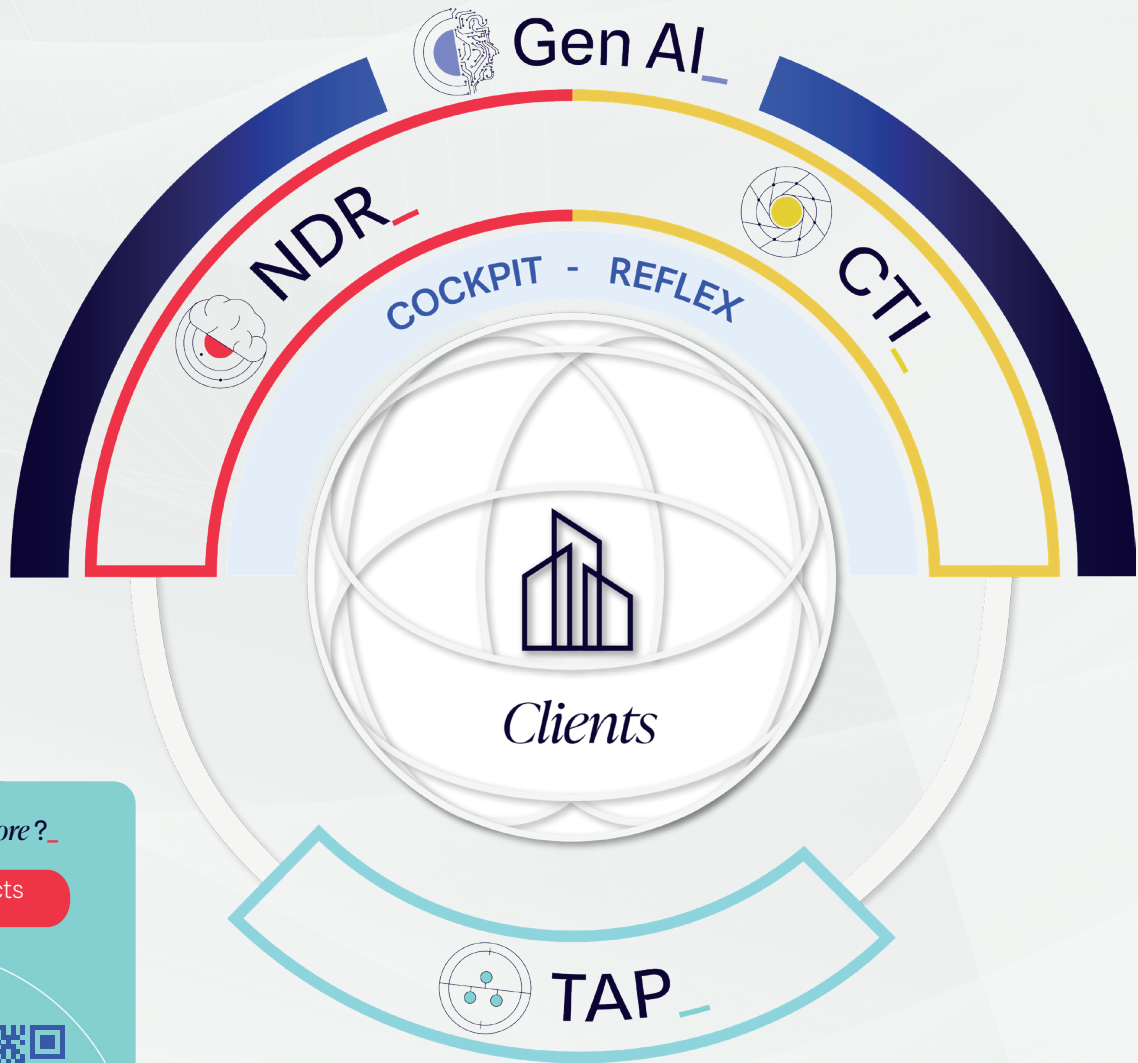 Gen AI_
NDR_
CTI_
COCKPIT - REFLEX
Clients
?_
TAP_